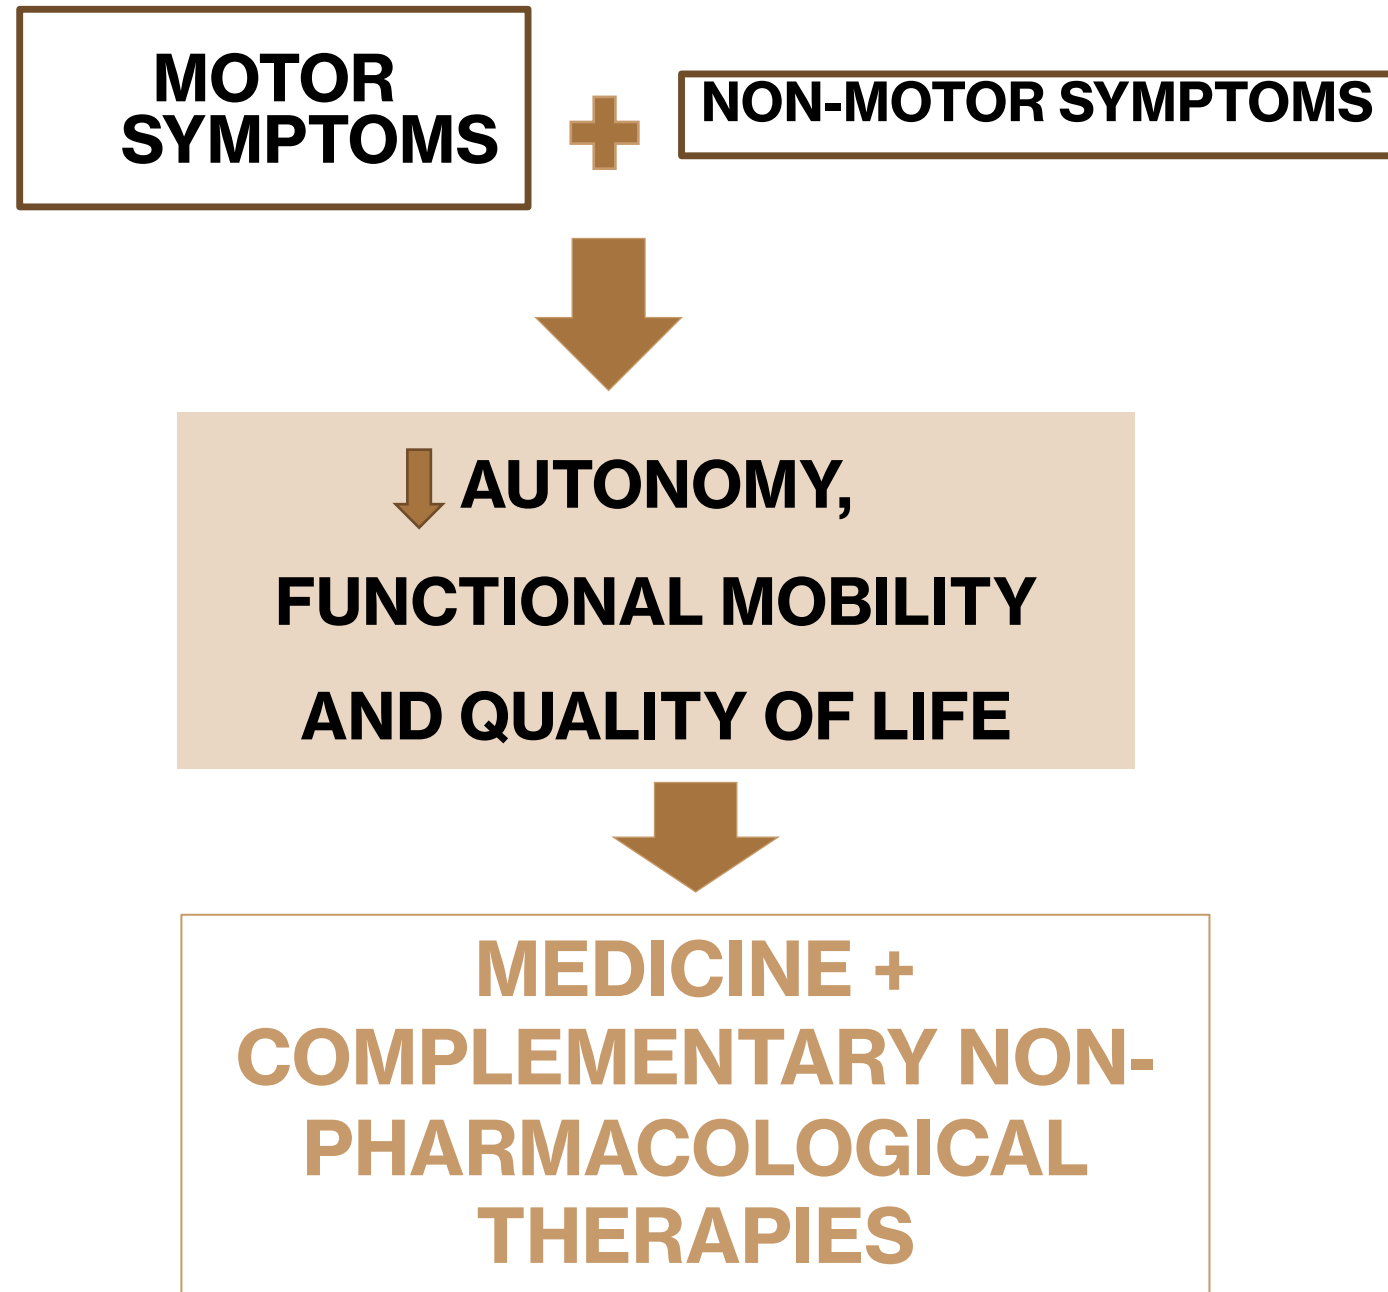 MOTOR
SYMPTOMS
NON-MOTOR SYMPTOMS
AUTONOMY,
FUNCTIONAL MOBILITY
AND QUALITY OF LIFE
MEDICINE +
COMPLEMENTARY NON-
PHARMACOLOGICAL
THERAPIES